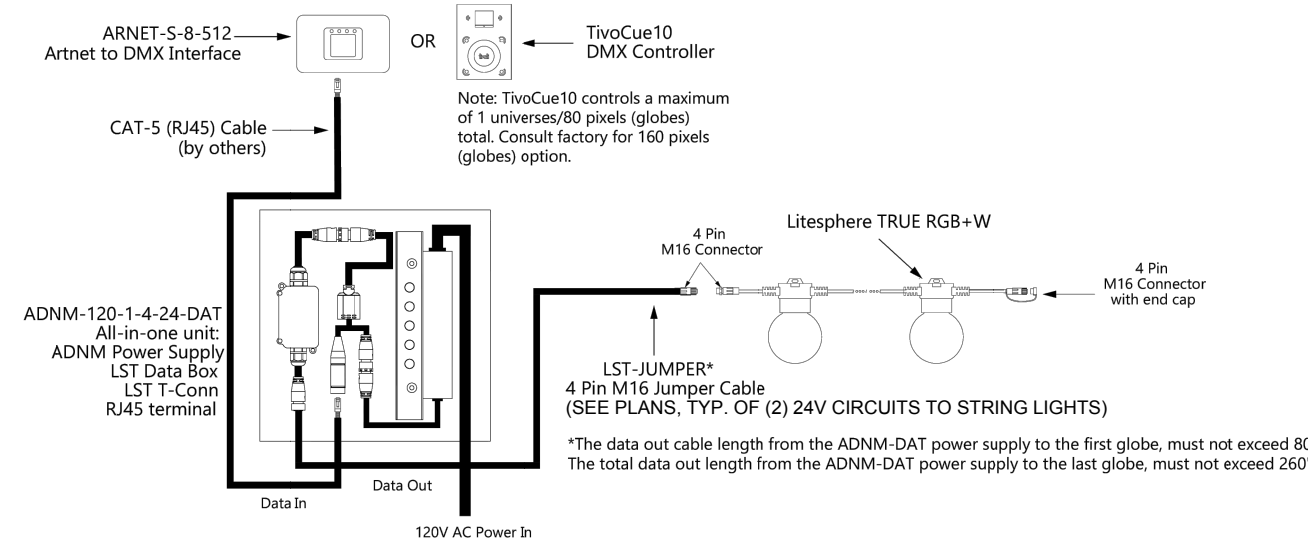 ARNET-S-8-512
Artnet to DMX Interface
OR
TivoCue10
DMX Controller
Note: TivoCue10 controls a maximum
of 1 universes/80 pixels (globes)
total. Consult factory for 160 pixels
(globes) option.
CAT-5 (RJ45) Cable
(by others)
4 Pin
M16 Connector
Litesphere TRUE RGB+W
4 Pin
M16 Connector
with end cap
ADNM-120-1-4-24-DAT
All-in-one unit:
ADNM Power Supply
LST Data Box
LST T-Conn
RJ45 terminal
LST-JUMPER*
4 Pin M16 Jumper Cable
(SEE PLANS, TYP. OF (2) 24V CIRCUITS TO STRING LIGHTS)
*The data out cable length from the ADNM-DAT power supply to the first globe, must not exceed 80
The total data out length from the ADNM-DAT power supply to the last globe, must not exceed 260'
Data In
Data Out
120V AC Power In